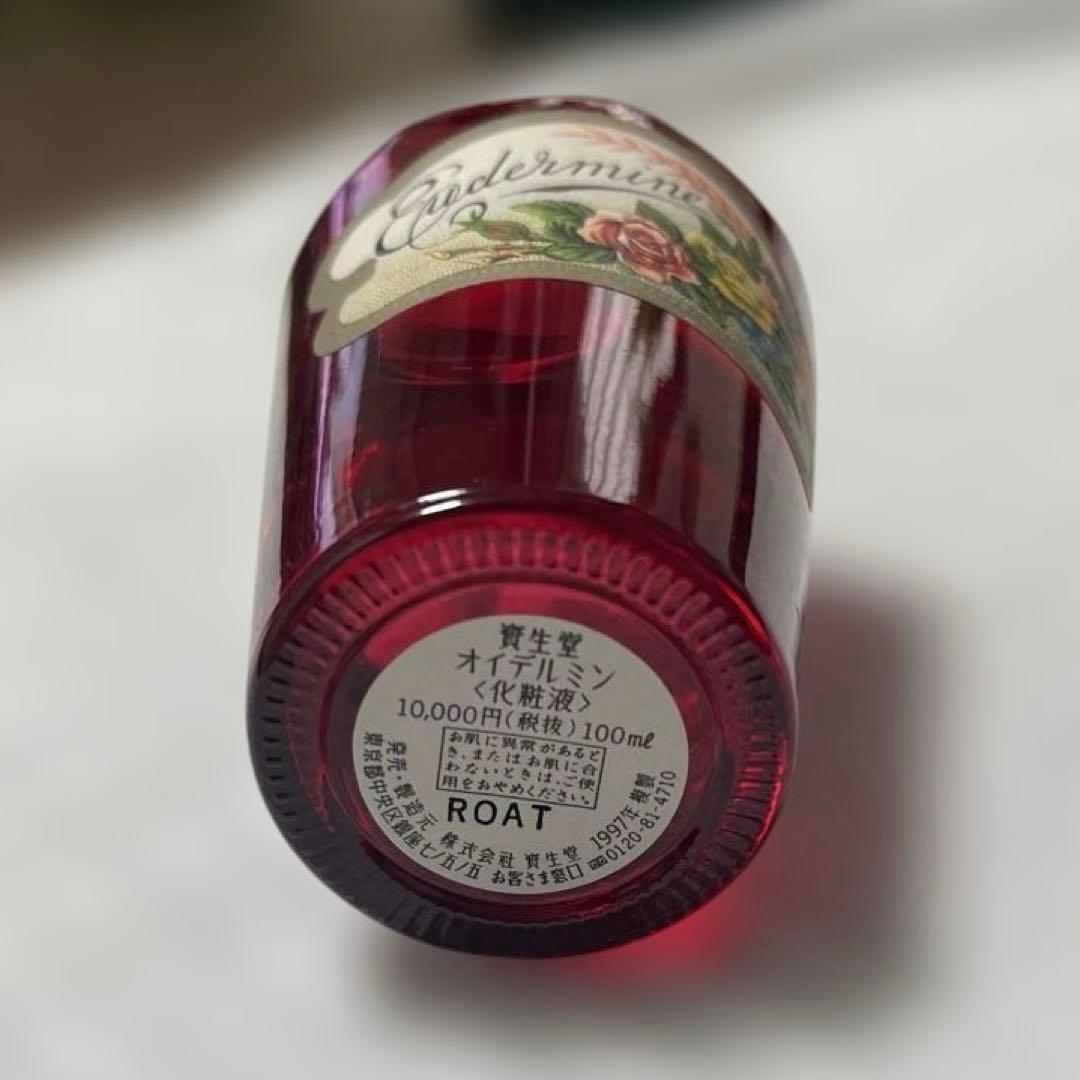 Eudermine
資生堂
オイデルミン
〈化粧液〉
10,000円(税抜)100ml
お肌に異常があると
き、またはお肌に合
わないときは、ご使
用をおやめください。
ROAT
1997年複製
発売・製造元 株式会社 資生堂
東京都中央区銀座七/五/五 お客さま窓口 0120-81-4710